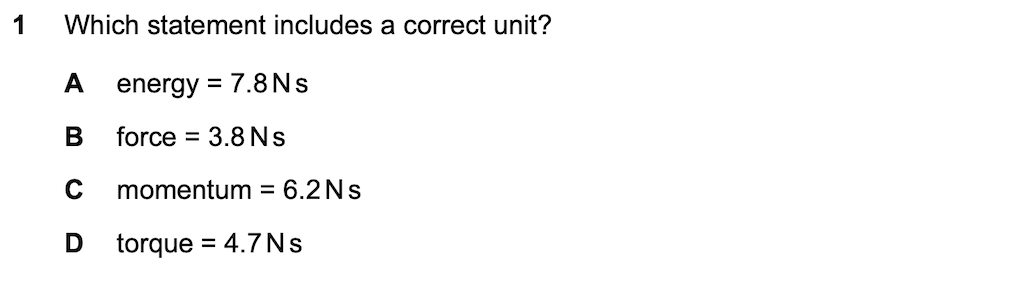 1 Which statement includes a correct unit?
A energy = 7.8 N s
B force = 3.8 N s
C momentum = 6.2 N s
D torque = 4.7 N s